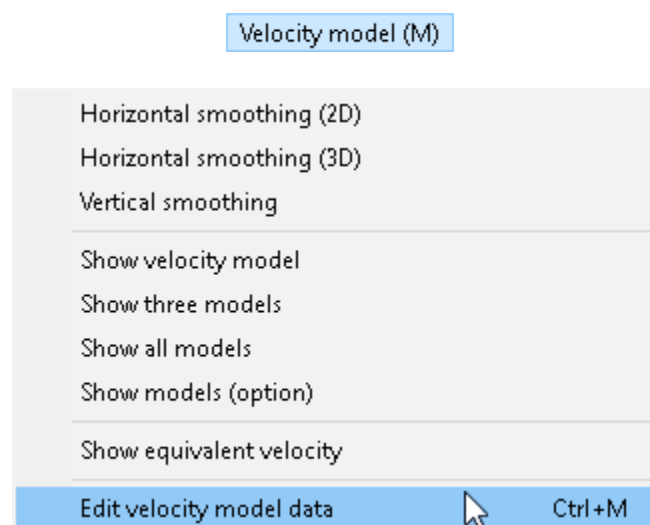 Velocity model (M)
Horizontal smoothing (2D)
Horizontal smoothing (3D)
Vertical smoothing
Show velocity model
Show three models
Show all models
Show models (option)
Show equivalent velocity
Edit velocity model data Ctrl+M